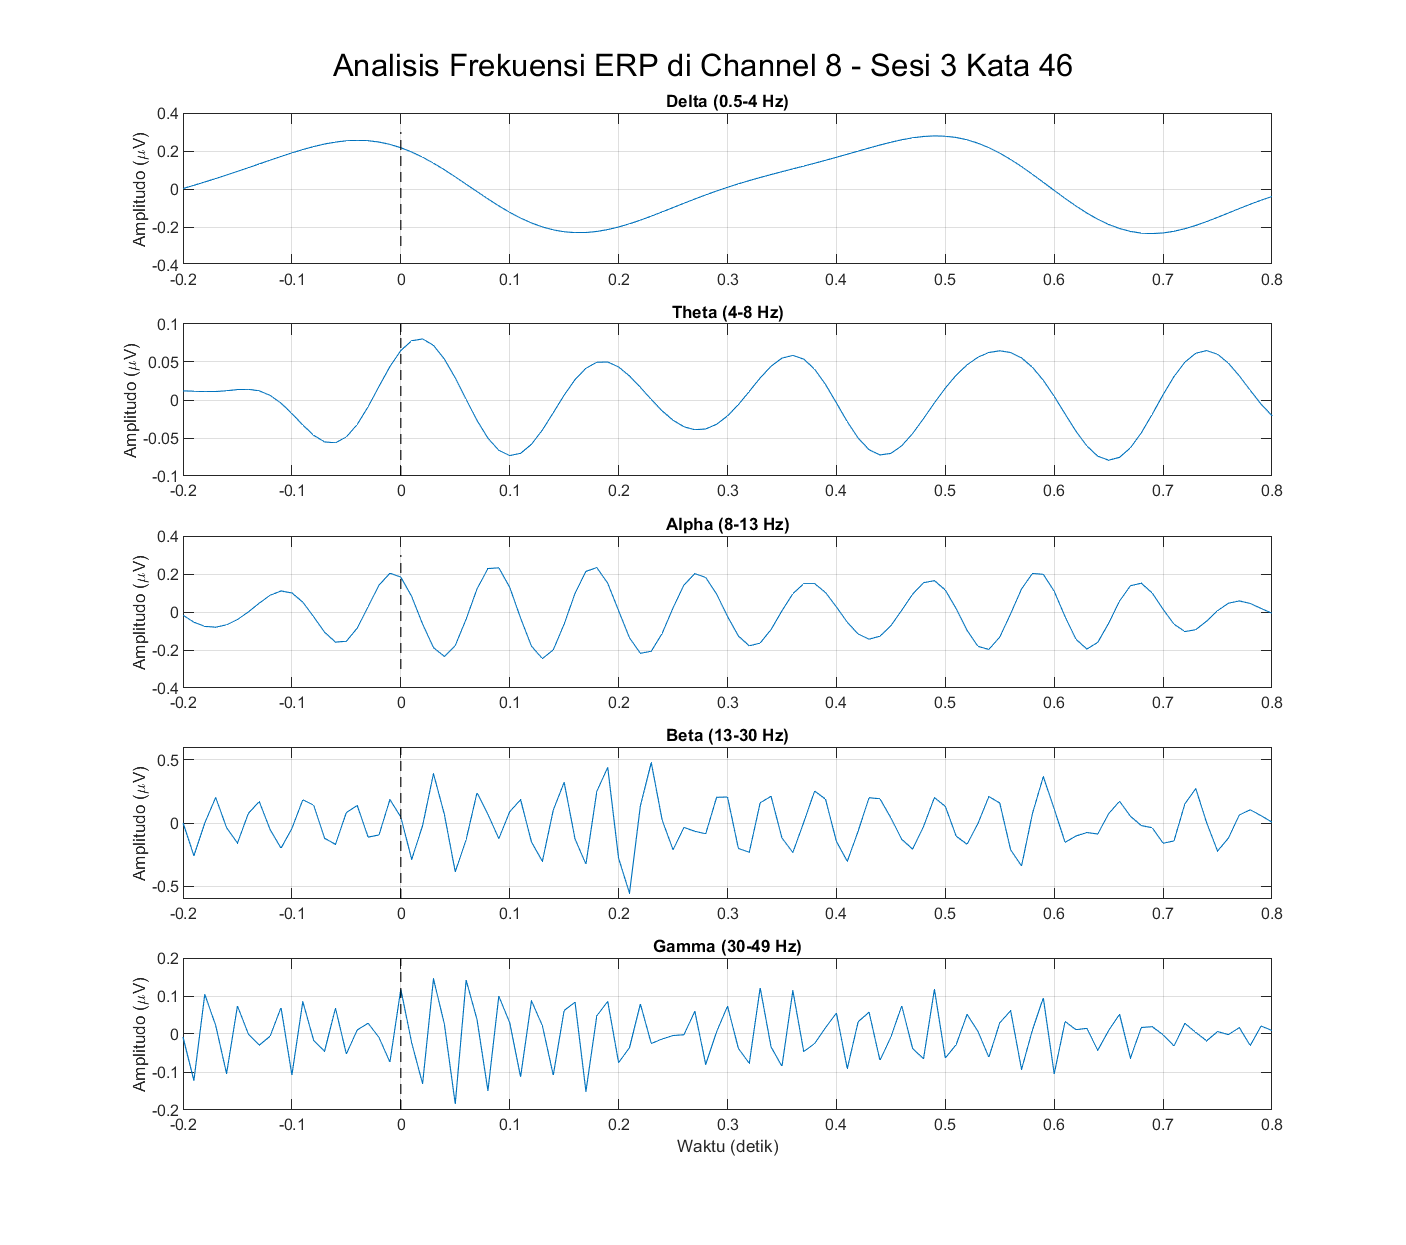 Analisis Frekuensi ERP di Channel 8 - Sesi 3 Kata 46
Delta (0.5-4 Hz)
Amplitudo (μV)
0.4
0.2
0
-0.2
-0.4
-0.2 -0.1 0 0.1 0.2 0.3 0.4 0.5 0.6 0.7 0.8
Theta (4-8 Hz)
Amplitudo (μV)
0.1
0.05
0
-0.05
-0.1
-0.2 -0.1 0 0.1 0.2 0.3 0.4 0.5 0.6 0.7 0.8
Alpha (8-13 Hz)
Amplitudo (μV)
0.4
0.2
0
-0.2
-0.4
-0.2 -0.1 0 0.1 0.2 0.3 0.4 0.5 0.6 0.7 0.8
Beta (13-30 Hz)
Amplitudo (μV)
0.5
0
-0.5
-0.2 -0.1 0 0.1 0.2 0.3 0.4 0.5 0.6 0.7 0.8
Gamma (30-49 Hz)
Amplitudo (μV)
0.2
0.1
0
-0.1
-0.2
-0.2 -0.1 0 0.1 0.2 0.3 0.4 0.5 0.6 0.7 0.8
Waktu (detik)